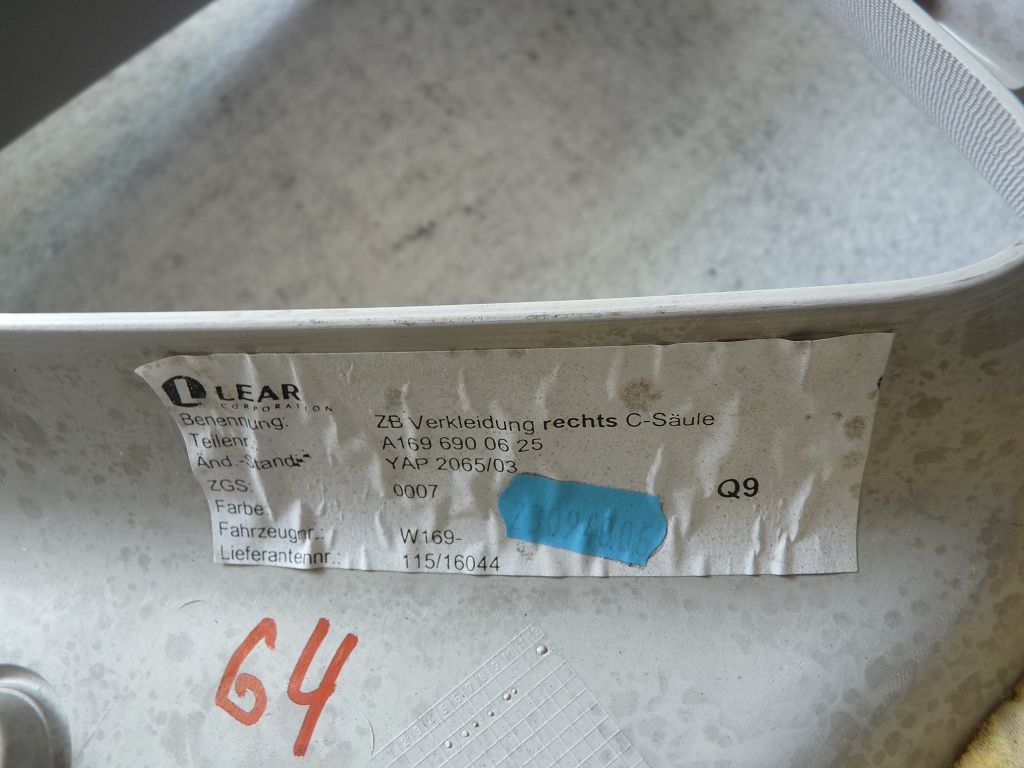 LEAR
CORPORATION
Benennung: ZB Verkleidung rechts C-Säule
Teilenr.: A169 690 06 25
Änd.-Stand: YAP 2065/03
ZGS: 0007 Q9
Farbe:
Fahrzeugnr.: W169-
Lieferantennr.: 115/16044
64